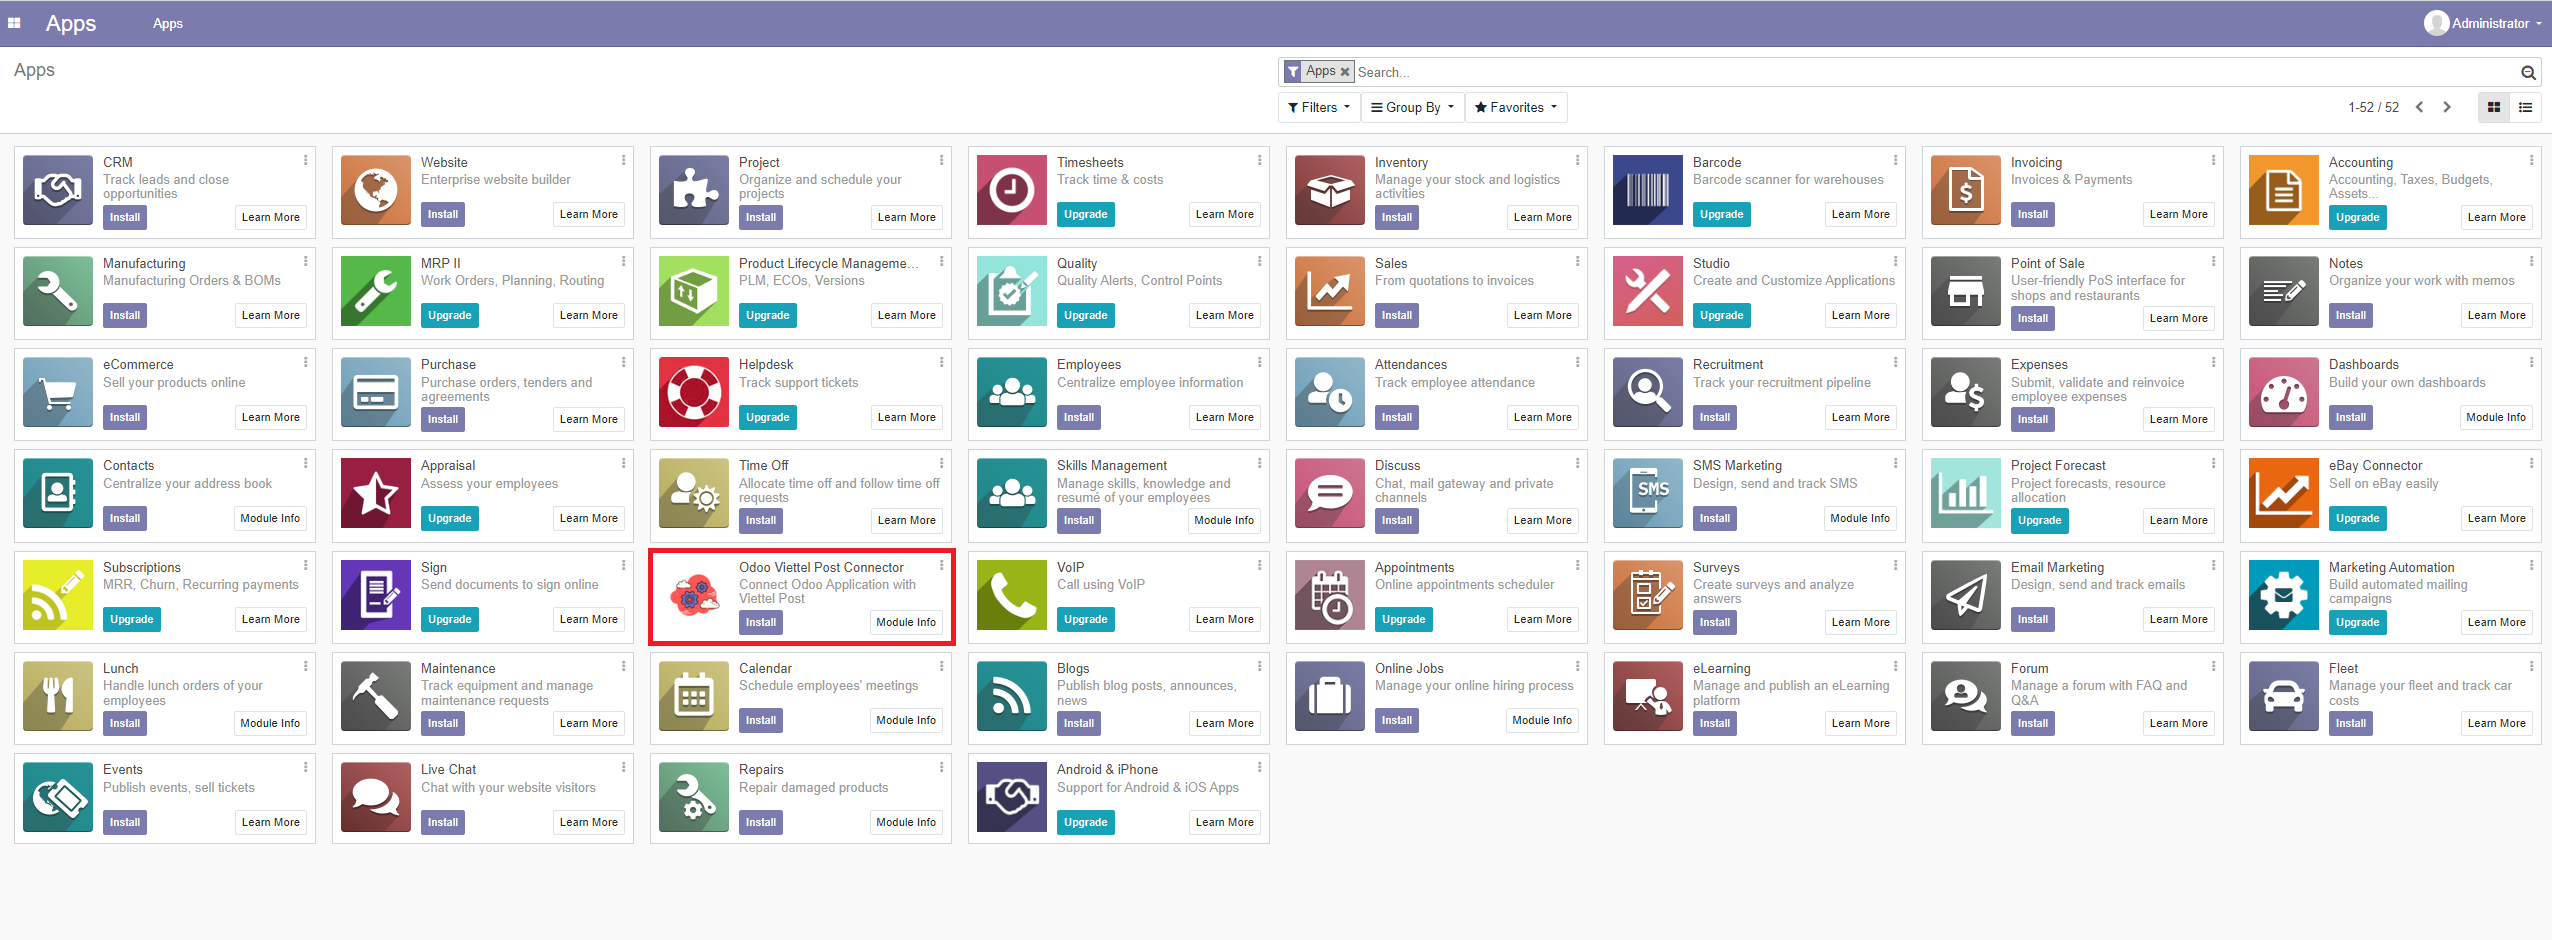 Apps
Apps
Administrator
Apps
Apps
Search...
Filters
Group By
Favorites
1-52 / 52
CRM
Track leads and close
opportunities
Install
Learn More
Website
Enterprise website builder
Install
Learn More
Project
Organize and schedule your
projects
Install
Learn More
Timesheets
Track time & costs
Upgrade
Learn More
Inventory
Manage your stock and logistics
activities
Install
Learn More
Barcode
Barcode scanner for warehouses
Upgrade
Learn More
Invoicing
Invoices & Payments
Install
Learn More
Accounting
Accounting, Taxes, Budgets,
Assets...
Upgrade
Learn More
Manufacturing
Manufacturing Orders & BOMs
Install
Learn More
MRP II
Work Orders, Planning, Routing
Upgrade
Learn More
Product Lifecycle Manageme...
PLM, ECOs, Versions
Upgrade
Learn More
Quality
Quality Alerts, Control Points
Upgrade
Learn More
Sales
From quotations to invoices
Install
Learn More
Studio
Create and Customize Applications
Upgrade
Learn More
Point of Sale
User-friendly PoS interface for
shops and restaurants
Install
Learn More
Notes
Organize your work with memos
Install
Learn More
eCommerce
Sell your products online
Install
Learn More
Purchase
Purchase orders, tenders and
agreements
Install
Learn More
Helpdesk
Track support tickets
Upgrade
Learn More
Employees
Centralize employee information
Install
Learn More
Attendances
Track employee attendance
Install
Learn More
Recruitment
Track your recruitment pipeline
Install
Learn More
Expenses
Submit, validate and reinvoice
employee expenses
Install
Learn More
Dashboards
Build your own dashboards
Install
Module Info
Contacts
Centralize your address book
Install
Module Info
Appraisal
Assess your employees
Upgrade
Learn More
Time Off
Allocate time off and follow time off
requests
Install
Learn More
Skills Management
Manage skills, knowledge and
resumé of your employees
Install
Module Info
Discuss
Chat, mail gateway and private
channels
Install
Learn More
SMS
SMS Marketing
Design, send and track SMS
Install
Module Info
Project Forecast
Project forecasts, resource
allocation
Upgrade
Learn More
eBay Connector
Sell on eBay easily
Upgrade
Learn More
Subscriptions
MRR, Churn, Recurring payments
Upgrade
Learn More
Sign
Send documents to sign online
Upgrade
Learn More
Odoo Viettel Post Connector
Connect Odoo Application with
Viettel Post
Install
Module Info
VoIP
Call using VoIP
Upgrade
Learn More
Appointments
Online appointments scheduler
Upgrade
Learn More
Surveys
Create surveys and analyze
answers
Install
Learn More
Email Marketing
Design, send and track emails
Install
Learn More
Marketing Automation
Build automated mailing
campaigns
Upgrade
Learn More
Lunch
Handle lunch orders of your
employees
Install
Module Info
Maintenance
Track equipment and manage
maintenance requests
Install
Learn More
Calendar
Schedule employees' meetings
Install
Module Info
Blogs
Publish blog posts, announces,
news
Install
Learn More
Online Jobs
Manage your online hiring process
Install
Module Info
eLearning
Manage and publish an eLearning
platform
Install
Learn More
Forum
Manage a forum with FAQ and
Q&A
Install
Learn More
Fleet
Manage your fleet and track car
costs
Install
Learn More
Events
Publish events, sell tickets
Install
Learn More
Live Chat
Chat with your website visitors
Install
Learn More
Repairs
Repair damaged products
Install
Module Info
Android & iPhone
Support for Android & iOS Apps
Upgrade
Learn More